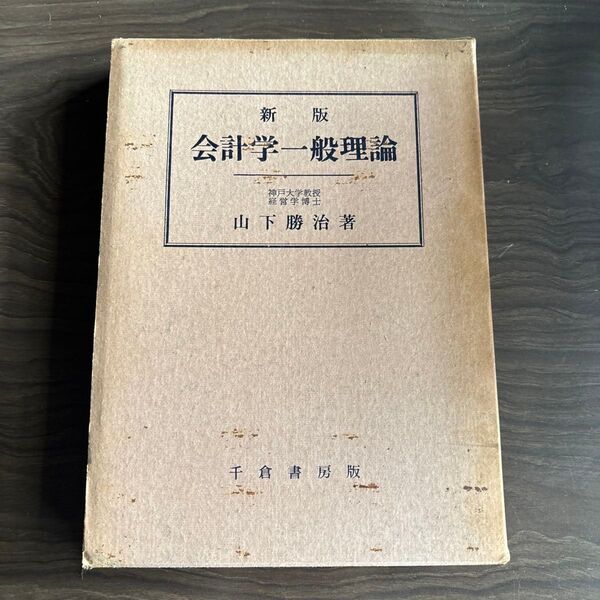 新版
会計学一般理論
神戸大学教授
経営学博士
山下勝治著
千倉書房版